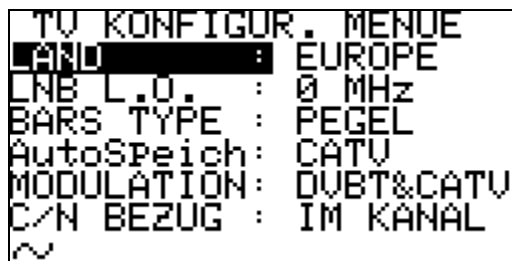 TV KONFIGUR. MENUE
LAND : EUROPE
LNB L.O. : 0 MHz
BARS TYPE : PEGEL
AutoSPeich: CATV
MODULATION: DVBT&CATV
C/N BEZUG : IM KANAL
~